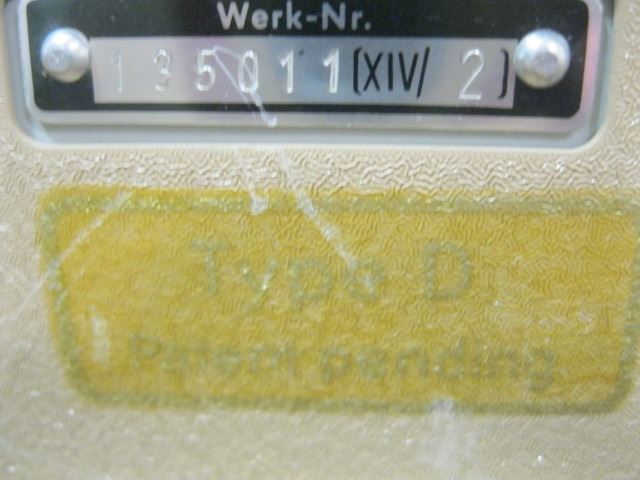 Werk-Nr.
135011(XIV/ 2)
Type D
Patent pending